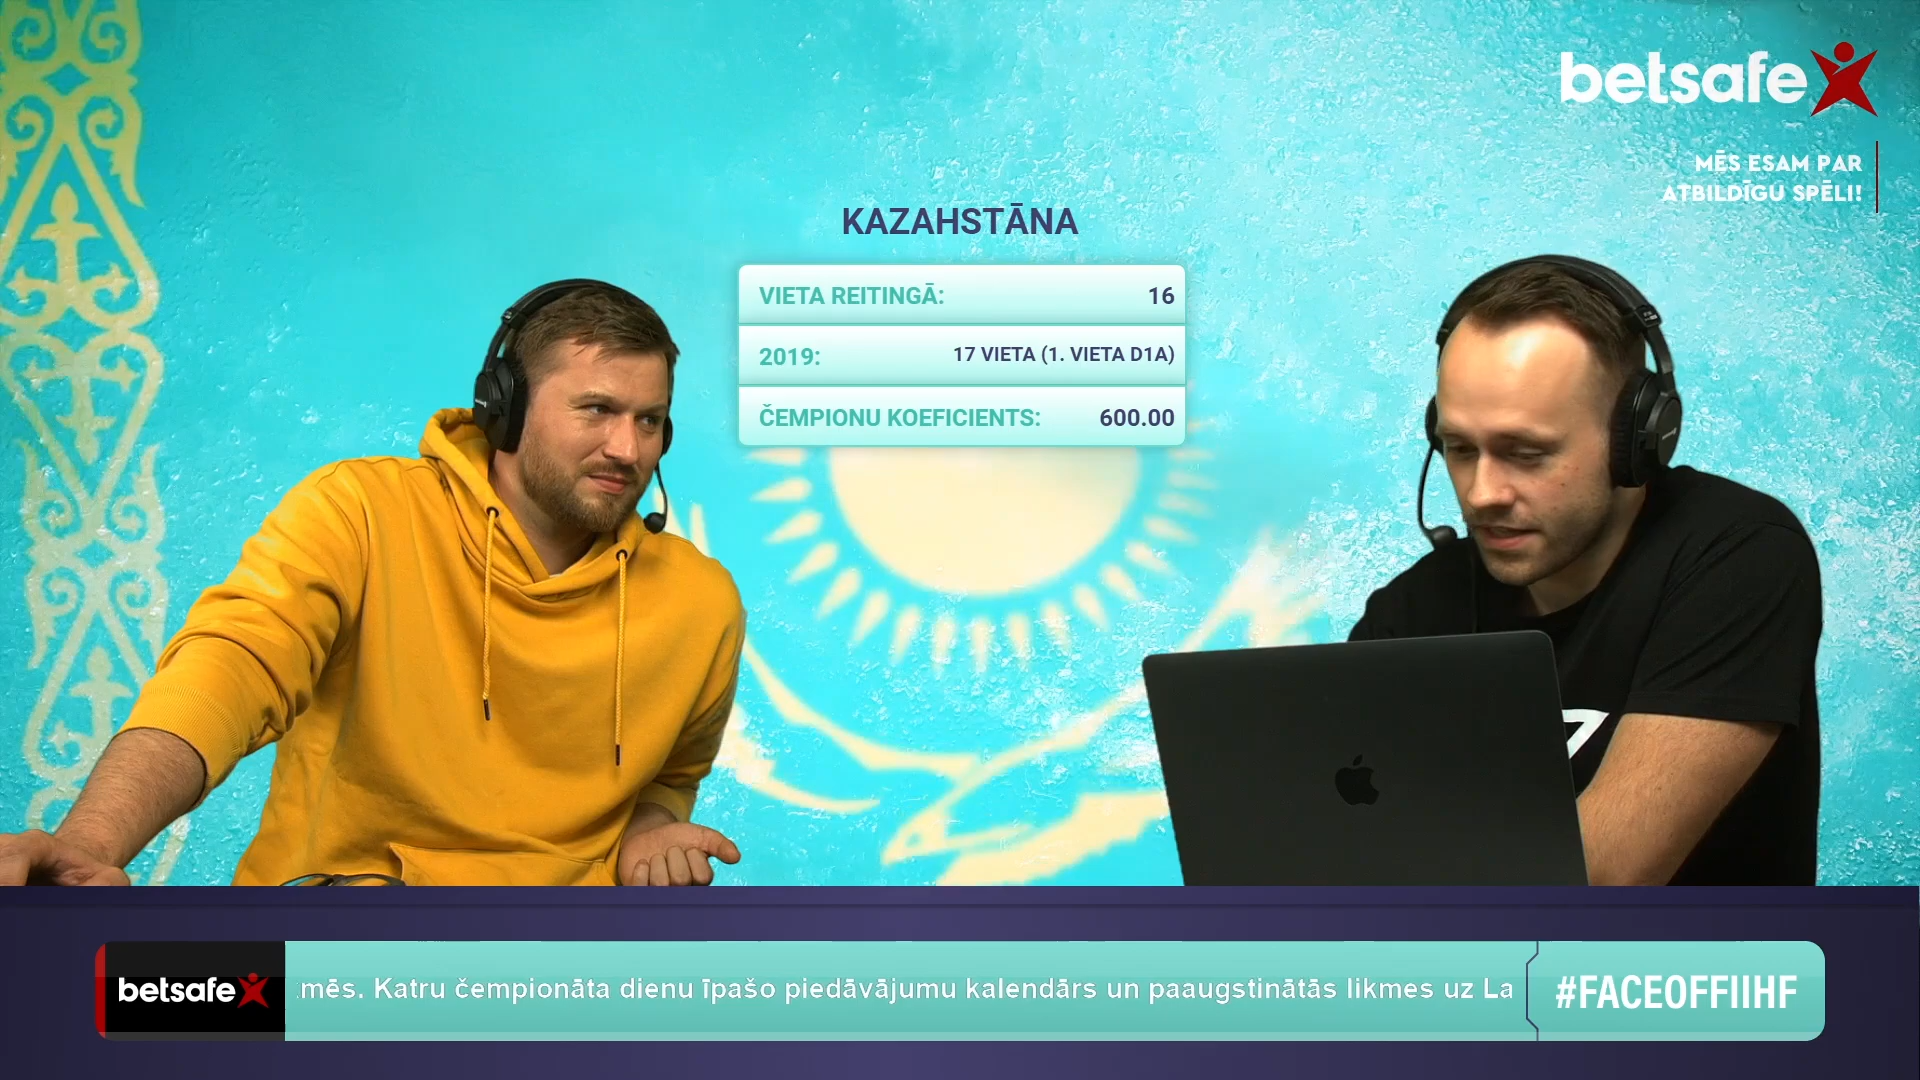 betsafe
MĒS ESAM PAR
ATBILDĪGU SPĒLI!
KAZAHSTĀNA
VIETA REITINGĀ: 16
2019: 17 VIETA (1. VIETA D1A)
ČEMPIONU KOEFICIENTS: 600.00
betsafe
mēs. Katru čempionāta dienu īpašo piedāvājumu kalendārs un paaugstinātās likmes uz La
#FACEOFFIIHF